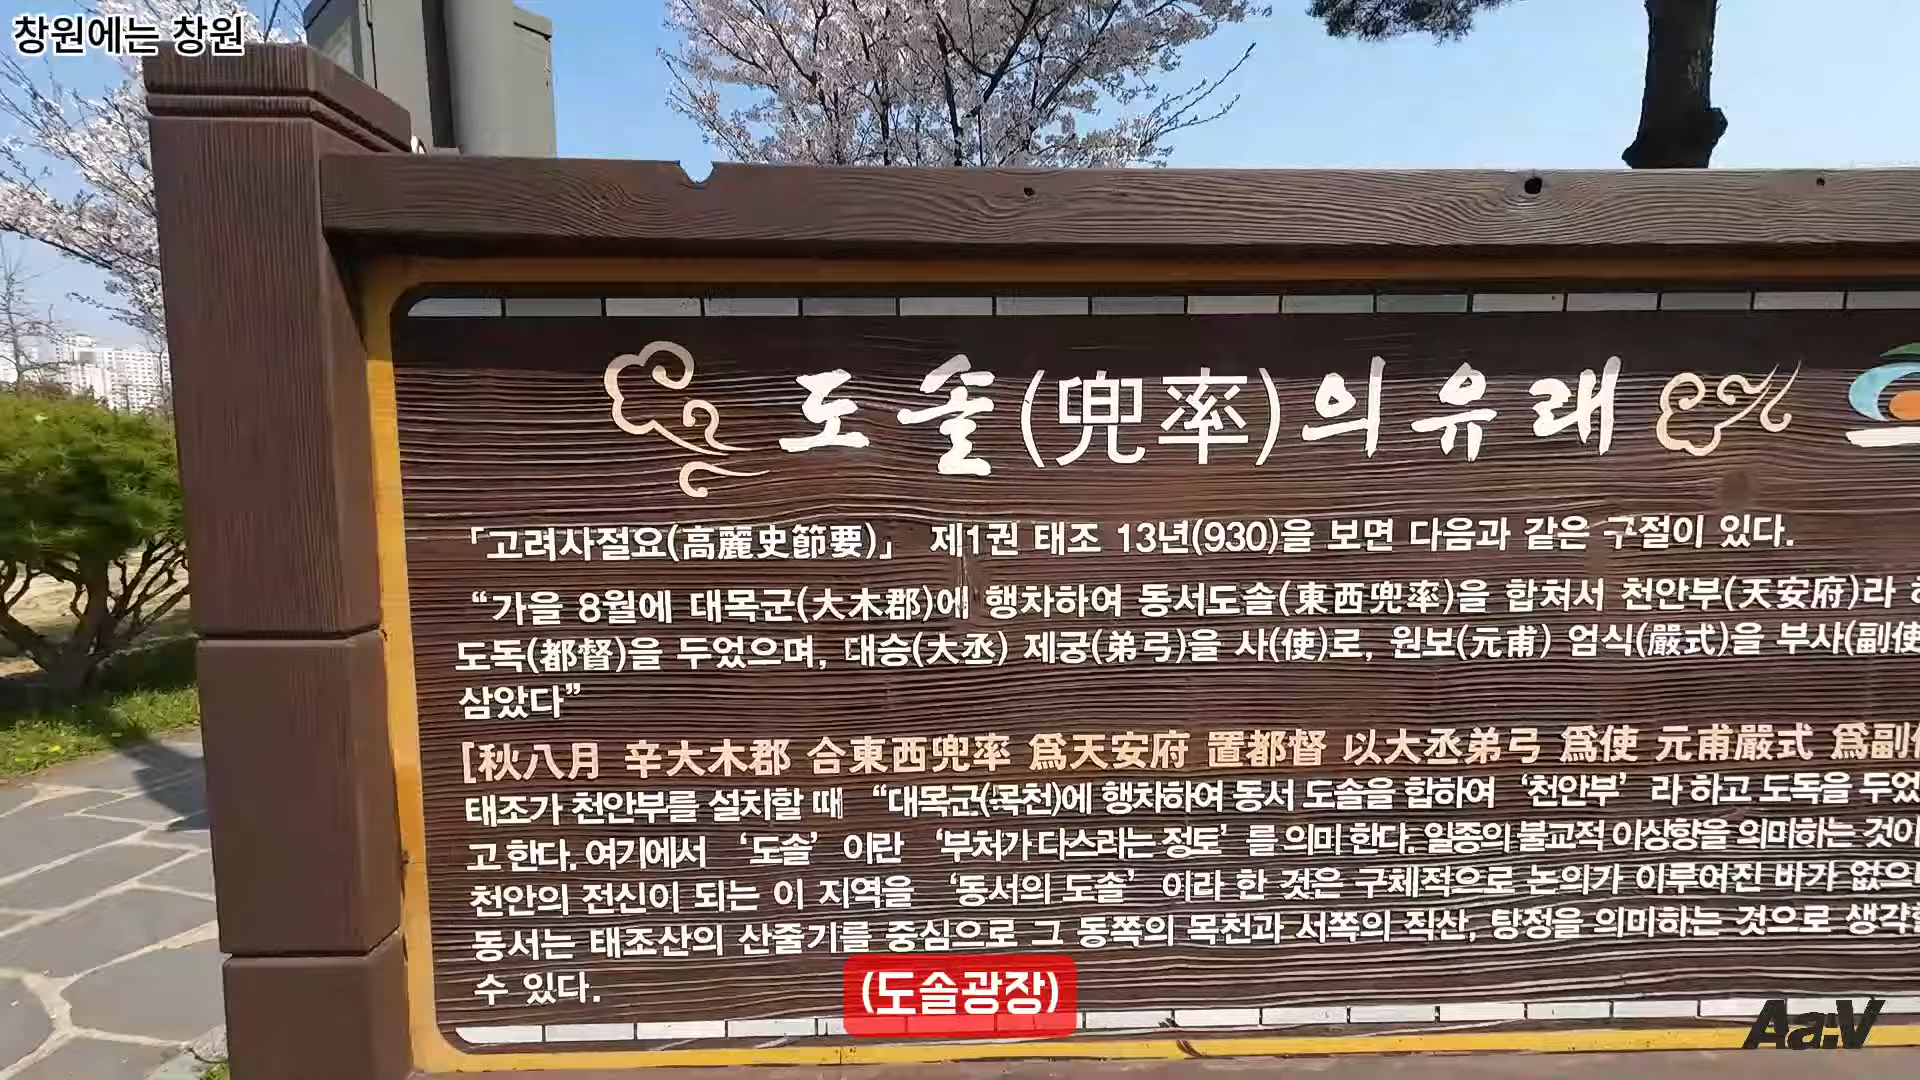 창원에는 창원
도솔(兜率)의유래
「고려사절요(高麗史節要)」 제1권 태조 13년(930)을 보면 다음과 같은 구절이 있다.
“가을 8월에 대목군(大木郡)에 행차하여 동서도솔(東西兜率)을 합쳐서 천안부(天安府)라
도독(都督)을 두었으며, 대승(大丞) 제궁(弟弓)을 사(使)로, 원보(元甫) 엄식(嚴式)을 부사(副使
삼았다”
[秋八月 辛大木郡 合東西兜率 爲天安府 置都督 以大丞弟弓 爲使 元甫嚴式 爲副
태조가 천안부를 설치할 때 “대목군(목천)에 행차하여 동서 도솔을 합하여 ‘천안부’라 하고 도독을 두었
고 한다. 여기에서 ‘도솔’이란 ‘부처가 다스리는 정토’를 의미 한다. 일종의 불교적 이상향을 의미하는 것이
천안의 전신이 되는 이 지역을 ‘동서의 도솔’이라 한 것은 구체적으로 논의가 이루어진 바가 없으
동서는 태조산의 산줄기를 중심으로 그 동쪽의 목천과 서쪽의 직산, 탕정을 의미하는 것으로 생각
수 있다.
(도솔광장)
AaV